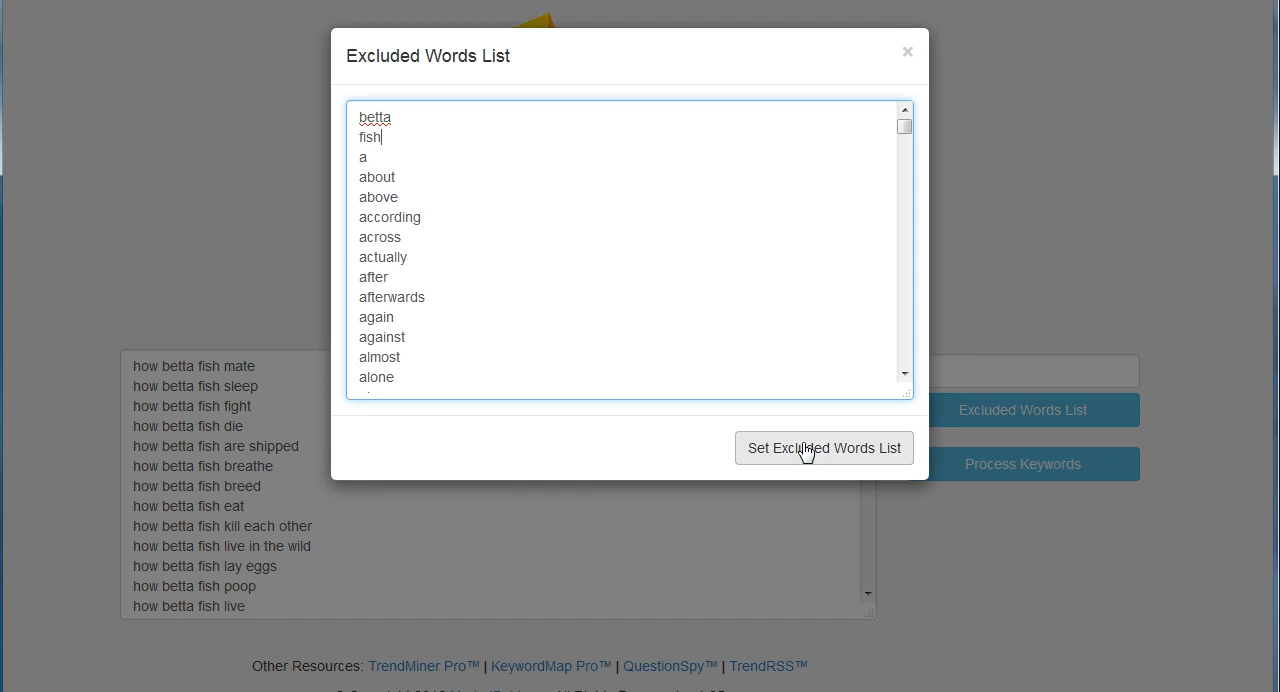 Excluded Words List
×
betta
fish
a
about
above
according
across
actually
after
afterwards
again
against
almost
alone
Set Excluded Words List
how betta fish mate
how betta fish sleep
how betta fish fight
how betta fish die
how betta fish are shipped
how betta fish breathe
how betta fish breed
how betta fish eat
how betta fish kill each other
how betta fish live in the wild
how betta fish lay eggs
how betta fish poop
how betta fish live
Excluded Words List
Process Keywords
Other Resources: TrendMiner Pro™ | KeywordMap Pro™ | QuestionSpy™ | TrendRSS™